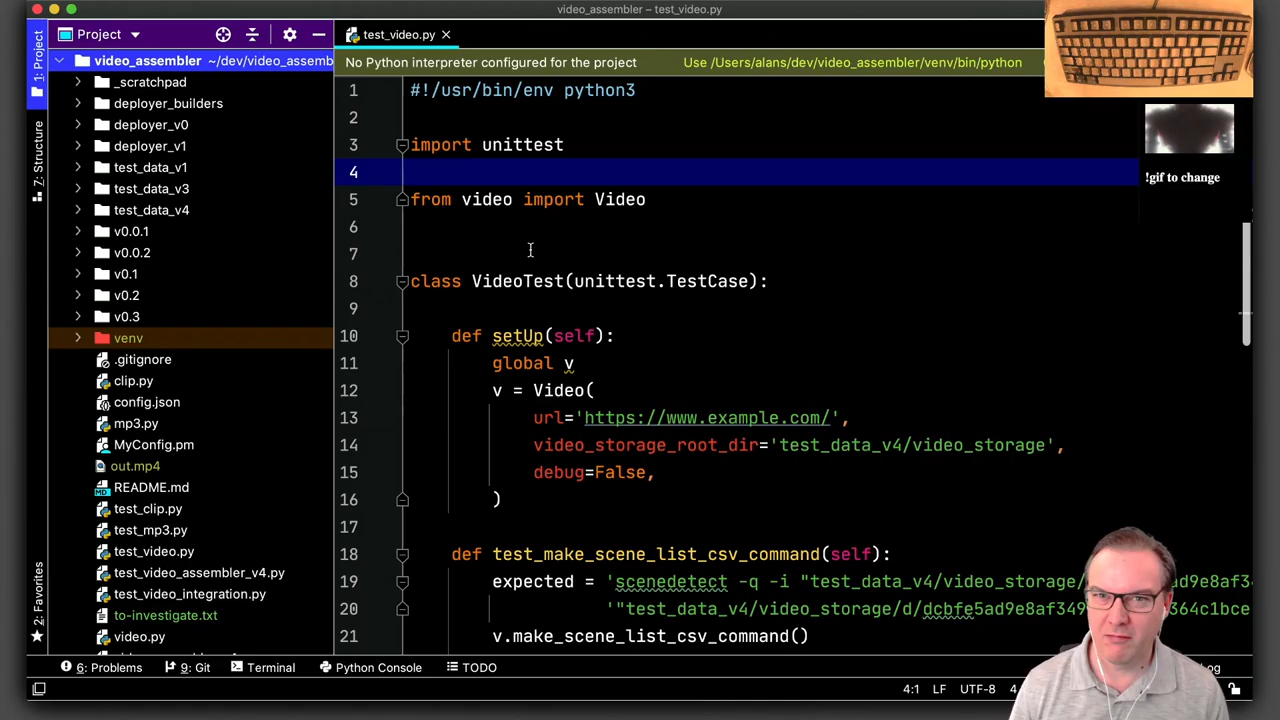 video_assembler – test_video.py
Project
test_video.py
1: Project
7: Structure
2: Favorites
video_assembler ~/dev/video_assemb
_scratchpad
deployer_builders
deployer_v0
deployer_v1
test_data_v1
test_data_v3
test_data_v4
v0.0.1
v0.0.2
v0.1
v0.2
v0.3
venv
.gitignore
clip.py
config.json
mp3.py
MyConfig.pm
out.mp4
README.md
test_clip.py
test_mp3.py
test_video.py
test_video_assembler_v4.py
test_video_integration.py
to-investigate.txt
video.py
No Python interpreter configured for the project Use /Users/alans/dev/video_assembler/venv/bin/python
1 #!/usr/bin/env python3
2
3 import unittest
4
5 from video import Video
6
7
8 class VideoTest(unittest.TestCase):
9
10 def setUp(self):
11 global v
12 v = Video(
13 url='https://www.example.com/',
14 video_storage_root_dir='test_data_v4/video_storage',
15 debug=False,
16 )
17
18 def test_make_scene_list_csv_command(self):
19 expected = 'scenedetect -q -i "test_data_v4/video_storage/ ad9e8af3
20 '"test_data_v4/video_storage/d/dcbfe5ad9e8af349 364c1bce
21 v.make_scene_list_csv_command()
!gif to change
6: Problems 9: Git Terminal Python Console TODO
4:1 LF UTF-8 4